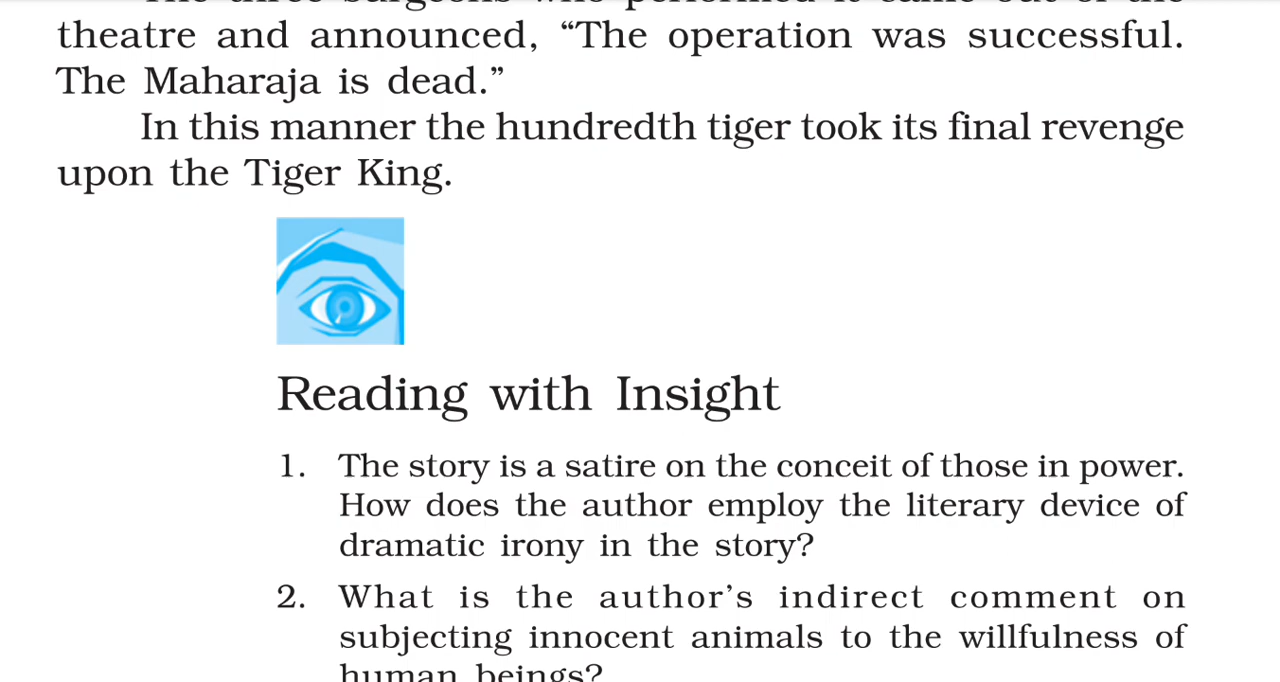 theatre and announced, “The operation was successful.
The Maharaja is dead.”
In this manner the hundredth tiger took its final revenge
upon the Tiger King.
Reading with Insight
1. The story is a satire on the conceit of those in power.
How does the author employ the literary device of
dramatic irony in the story?
2. What is the author’s indirect comment on
subjecting innocent animals to the willfulness of
human beings?